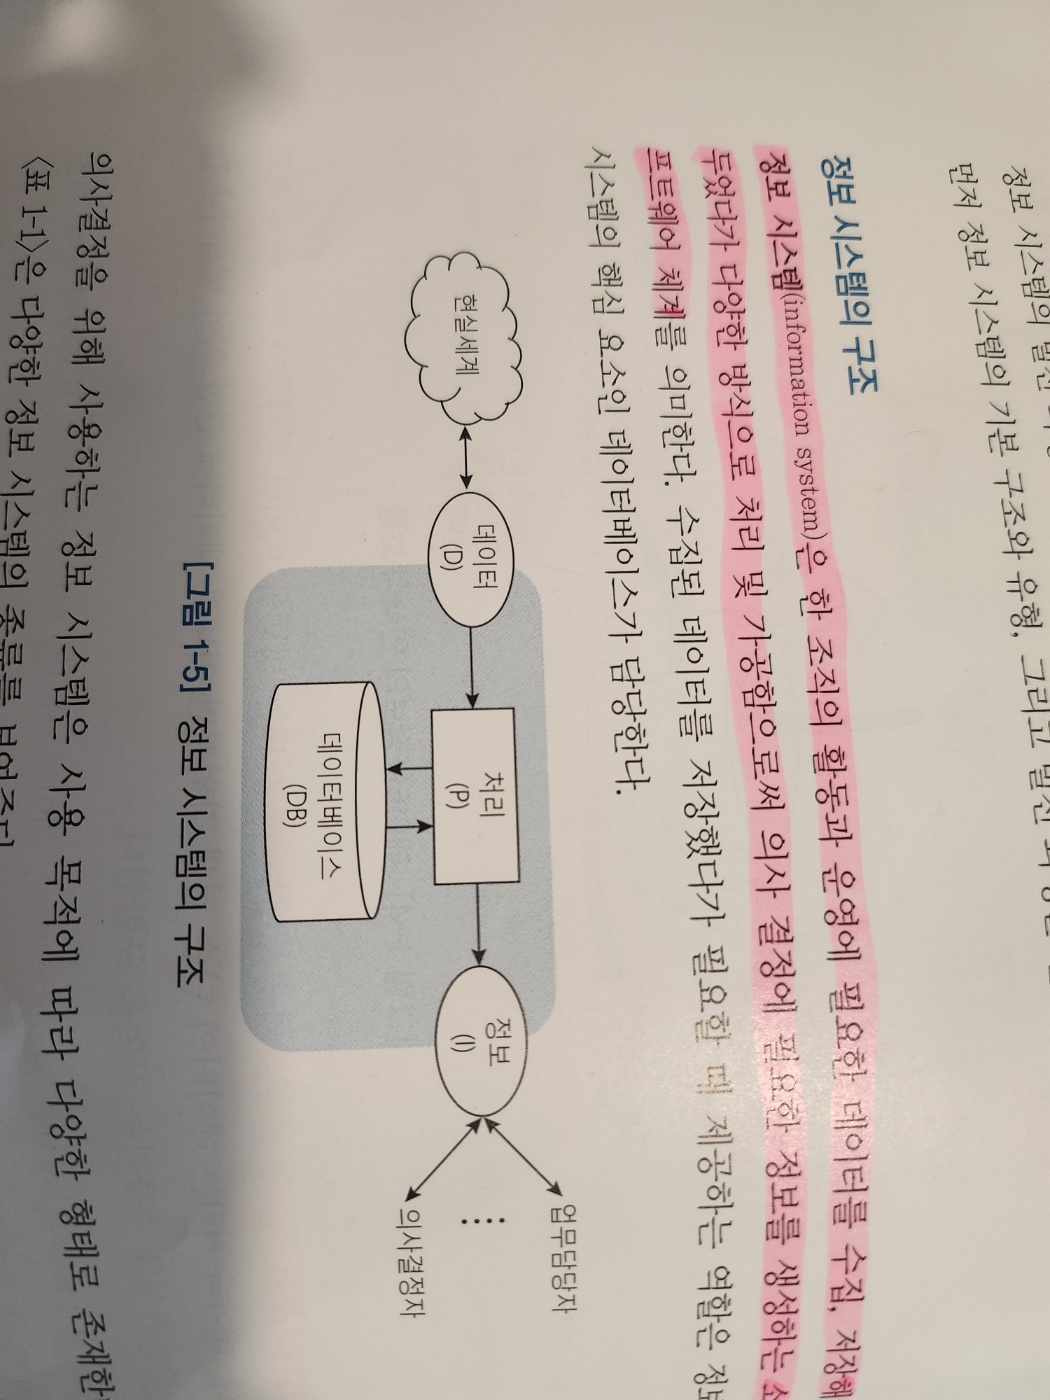 정보 시스템의 발전
먼저 정보 시스템의 기본 구조와 유형, 그리고 발전
정보 시스템의 구조
정보 시스템(information system)은 한 조직의 활동과 운영에 필요한 데이터를 수집, 저장해
두었다가 다양한 방식으로 처리 및 가공함으로써 의사 결정에 필요한 정보를 생성하는 소
프트웨어 체계를 의미한다. 수집된 데이터를 저장했다가 필요할 때 제공하는 역할은 정보
시스템의 핵심 요소인 데이터베이스가 담당한다.
현실세계
데이터
(D)
처리
(P)
데이터베이스
(DB)
정보
(I)
업무담당자
의사결정자
[그림 1-5] 정보 시스템의 구조
의사결정을 위해 사용하는 정보 시스템은 사용 목적에 따라 다양한 형태로 존재한
〈표 1-1〉은 다양한 정보 시스템의 종류를 보여준다